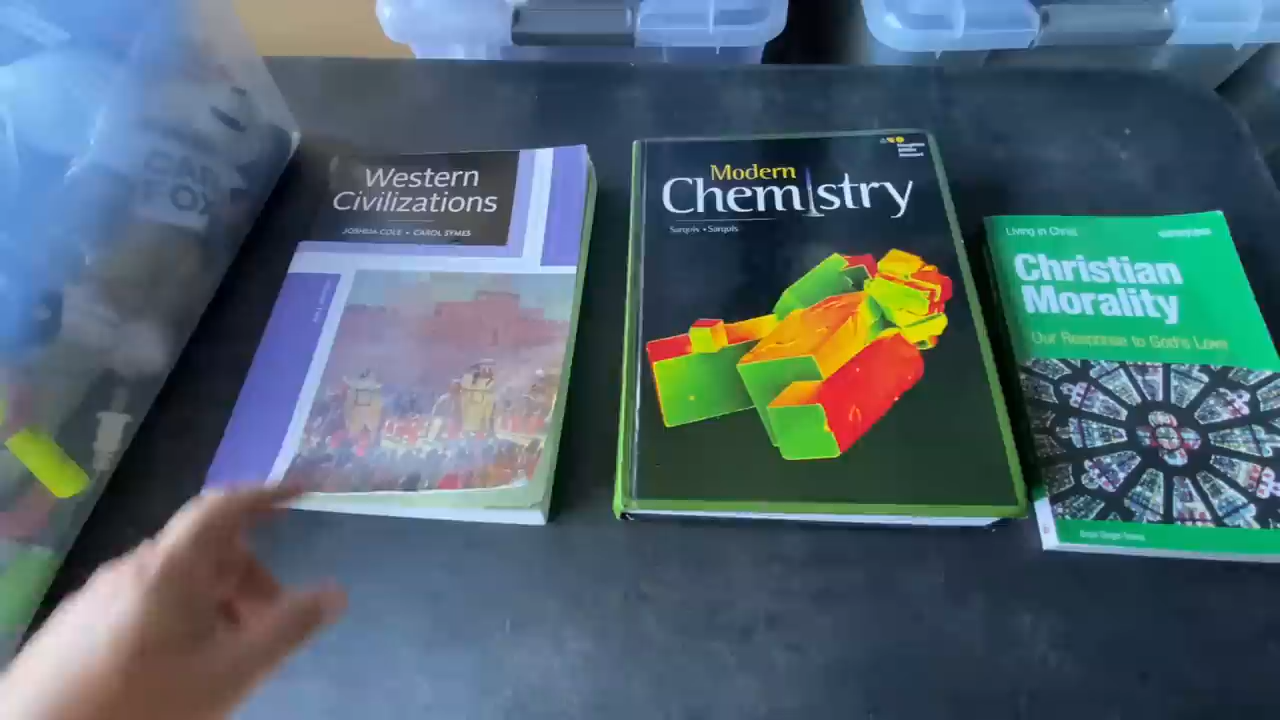 Western
Civilizations
JOSHUA COLE • CAROL SYMES
Modern
Chemistry
Sarquis • Sarquis
Living in Christ
Christian
Morality
Our Response to God's Love